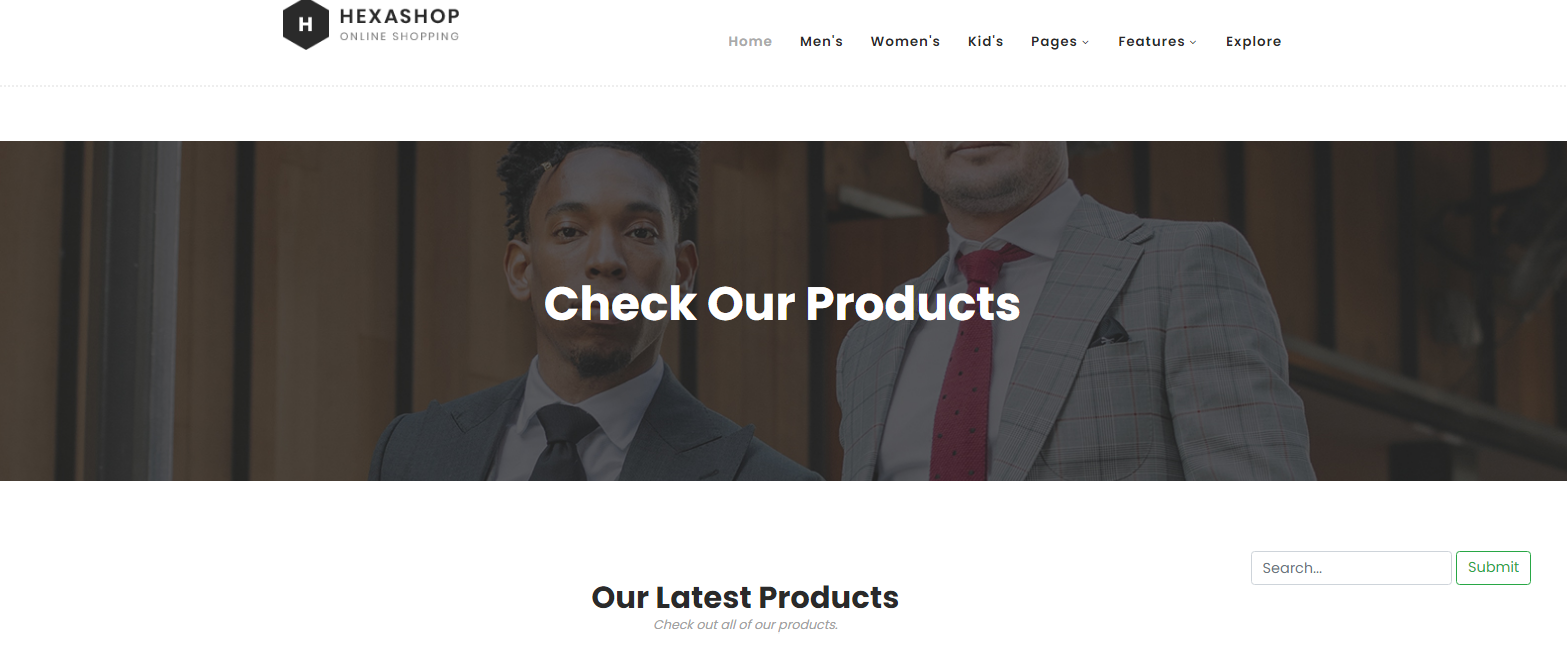 H
HEXASHOP
ONLINE SHOPPING
Home Men's Women's Kid's Pages Features Explore
Check Our Products
Search...
Submit
Our Latest Products
Check out all of our products.